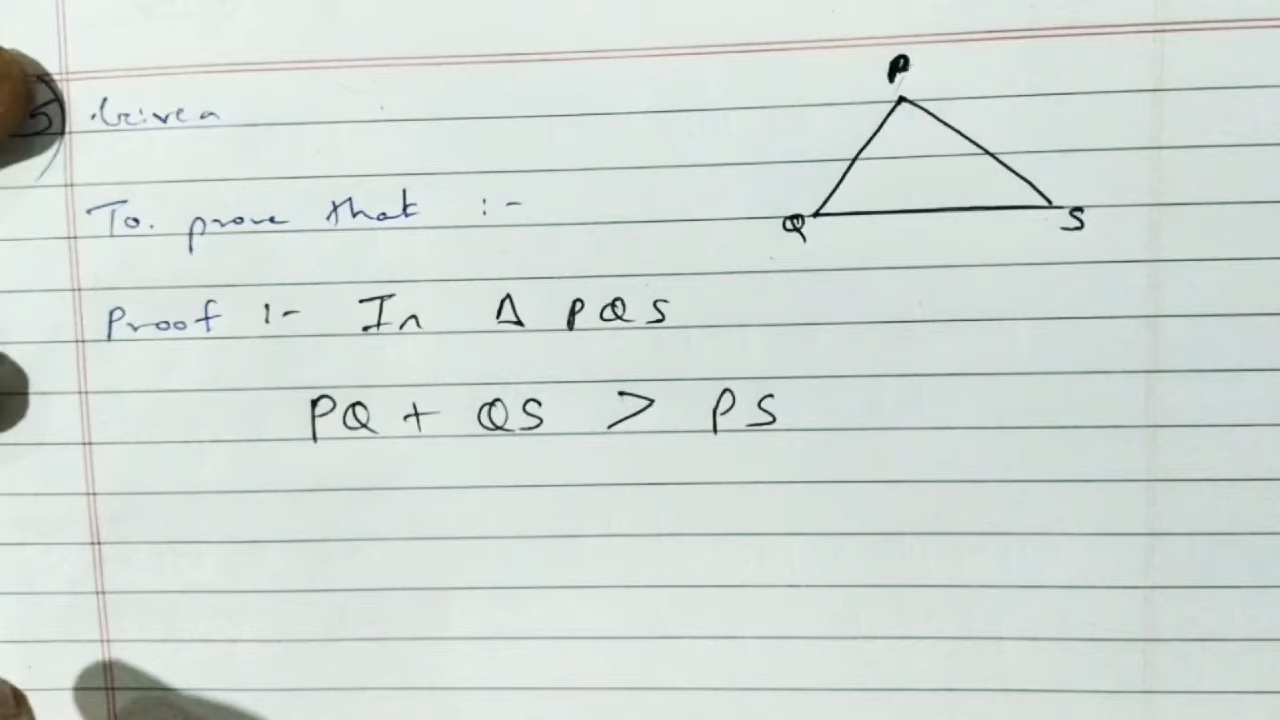 P
5) Given
To. prove that :-
Q S
Proof :- In Δ PQS
PQ + QS > PS